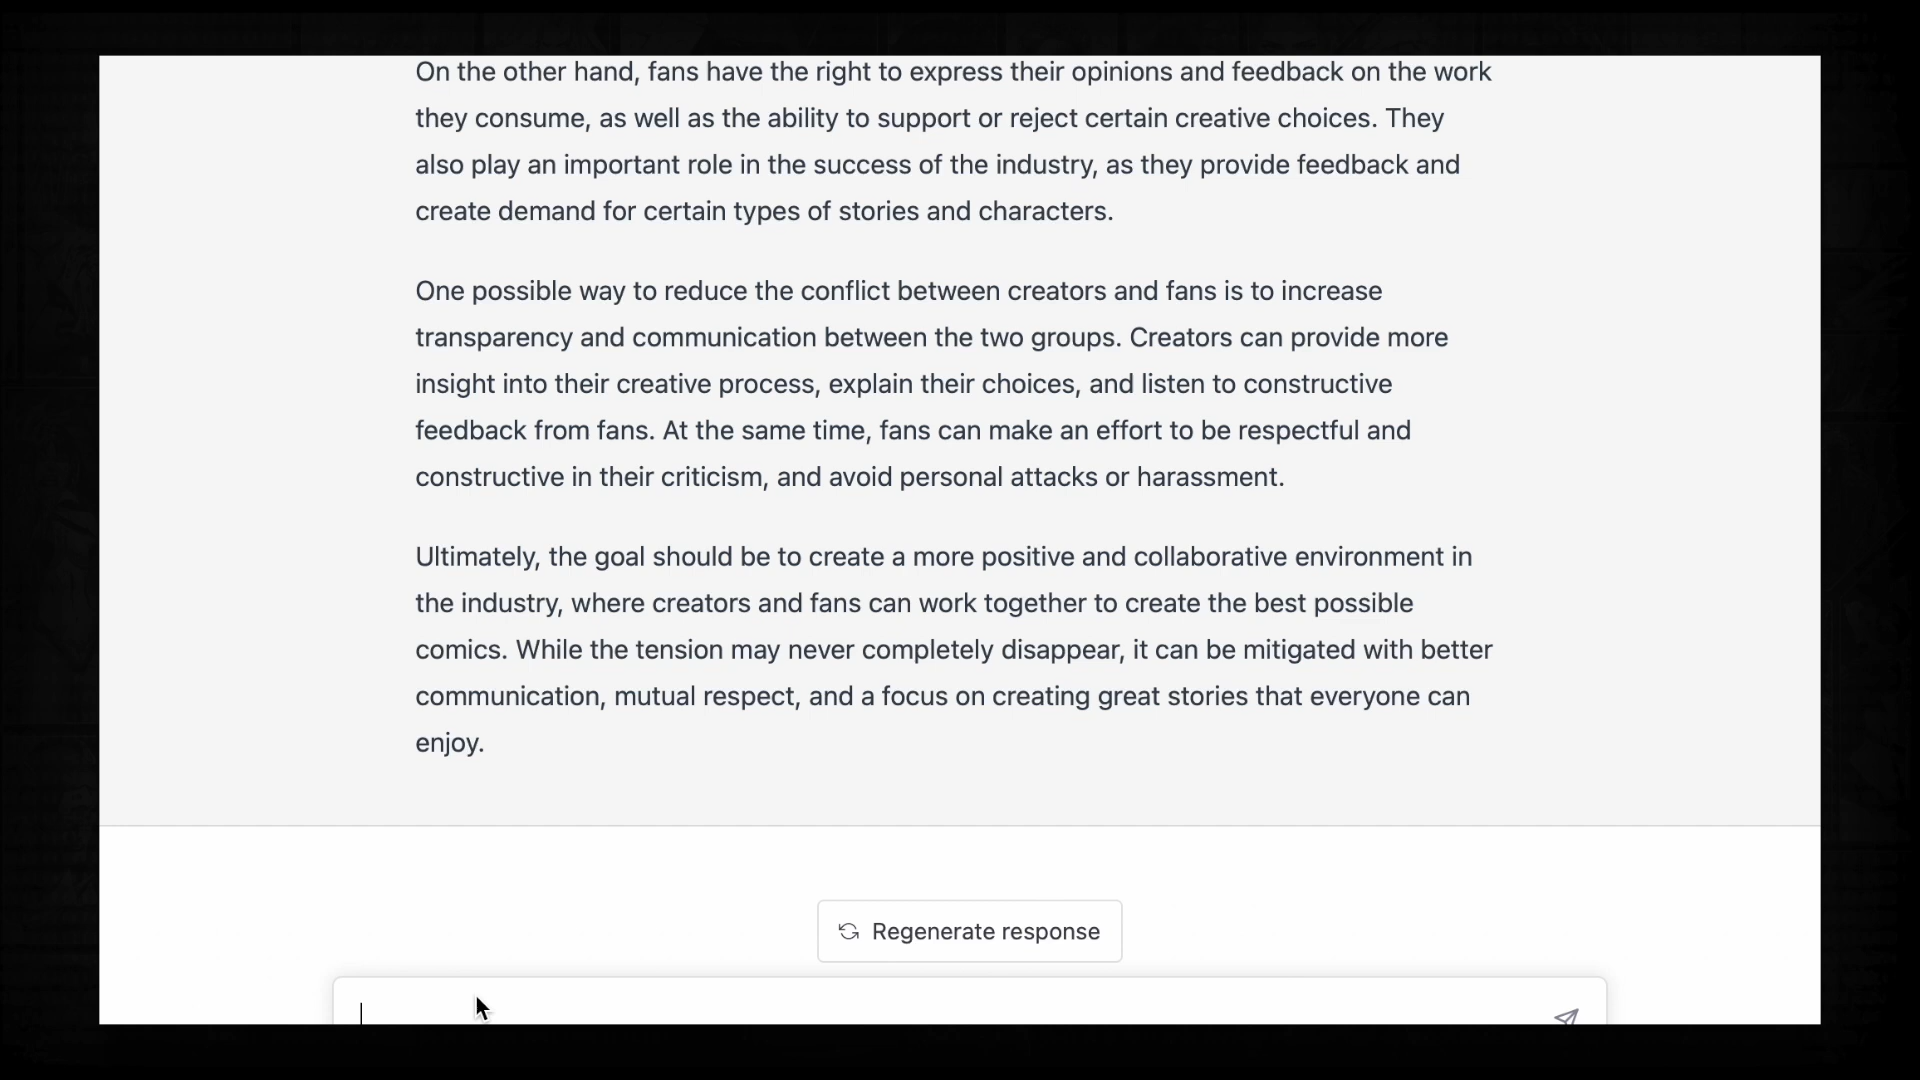 On the other hand, fans have the right to express their opinions and feedback on the work
they consume, as well as the ability to support or reject certain creative choices. They
also play an important role in the success of the industry, as they provide feedback and
create demand for certain types of stories and characters.
One possible way to reduce the conflict between creators and fans is to increase
transparency and communication between the two groups. Creators can provide more
insight into their creative process, explain their choices, and listen to constructive
feedback from fans. At the same time, fans can make an effort to be respectful and
constructive in their criticism, and avoid personal attacks or harassment.
Ultimately, the goal should be to create a more positive and collaborative environment in
the industry, where creators and fans can work together to create the best possible
comics. While the tension may never completely disappear, it can be mitigated with better
communication, mutual respect, and a focus on creating great stories that everyone can
enjoy.
Regenerate response